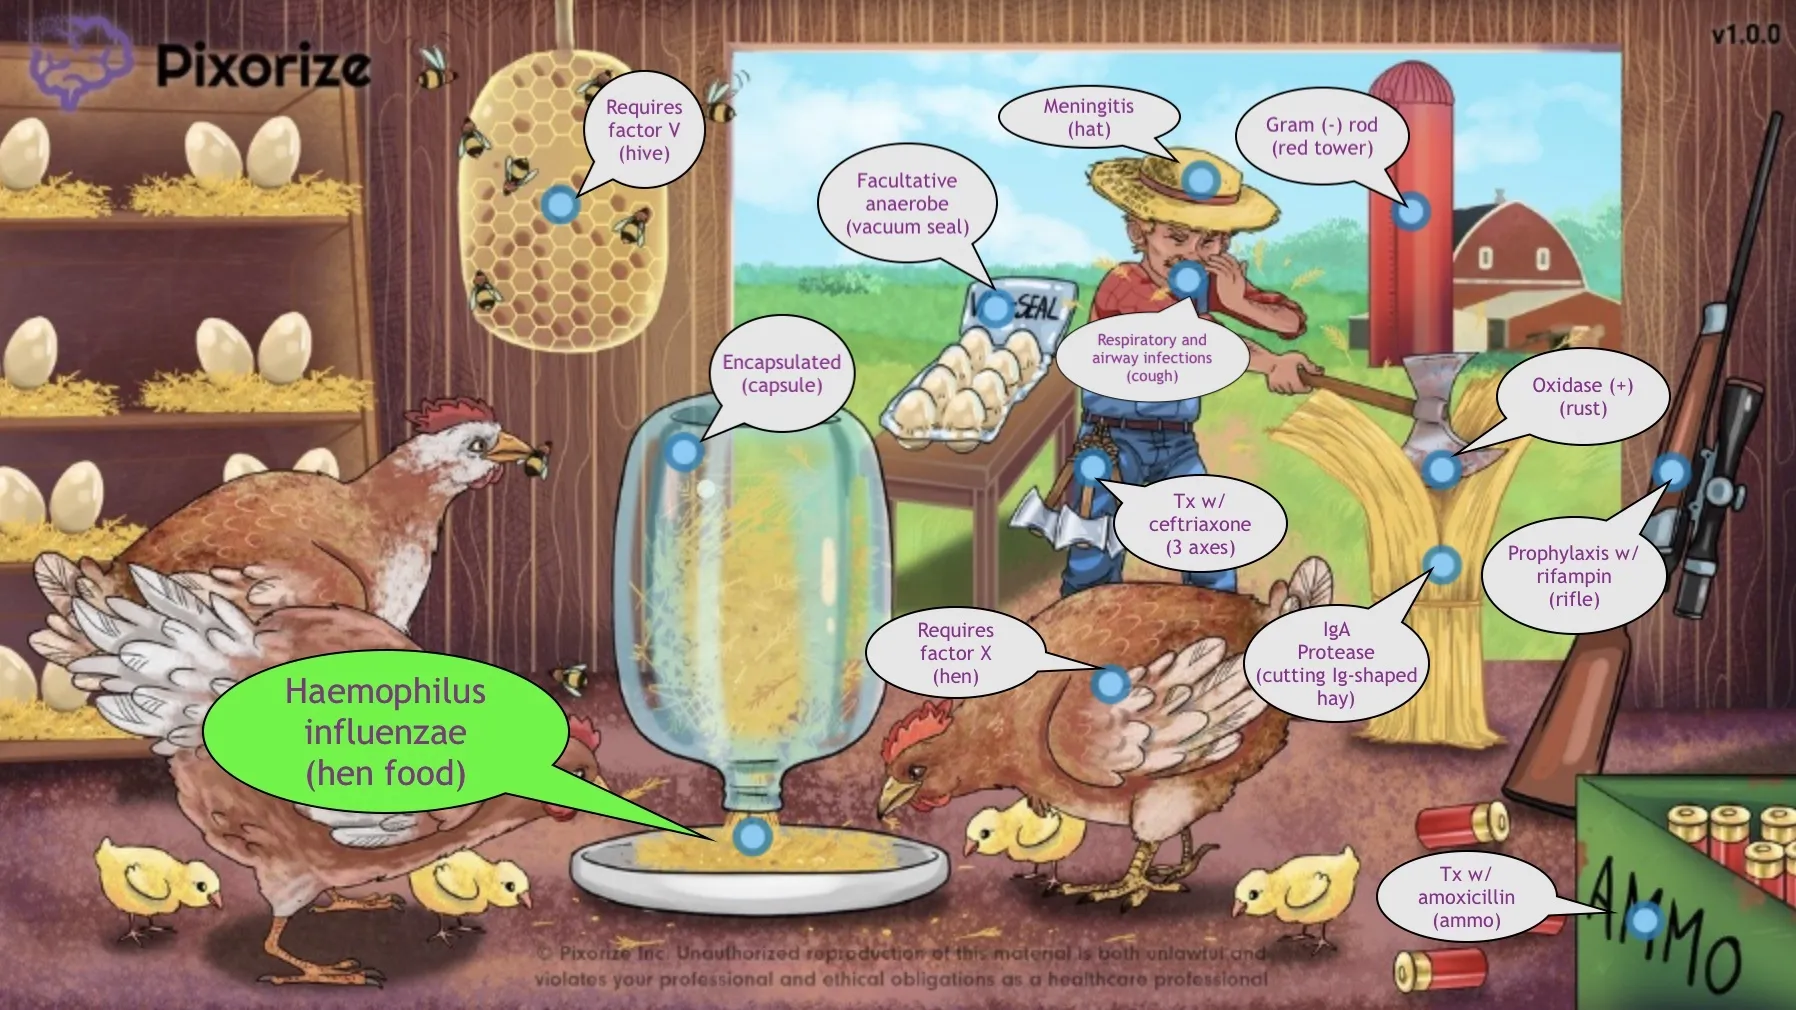 Pixorize
v1.0.0
Requires
factor V
(hive)
Meningitis
(hat)
Gram (-) rod
(red tower)
Facultative
anaerobe
(vacuum seal)
SEAL
Encapsulated
(capsule)
Respiratory and
airway infections
(cough)
Oxidase (+)
(rust)
Tx w/
ceftriaxone
(3 axes)
Prophylaxis w/
rifampin
(rifle)
Requires
factor X
(hen)
IgA
Protease
(cutting Ig-shaped
hay)
Haemophilus
influenzae
(hen food)
Tx w/
amoxicillin
(ammo)
AMMO
© Pixorize Inc. Unauthorized reproduction of this material is both unlawful and
violates your professional and ethical obligations as a healthcare professional